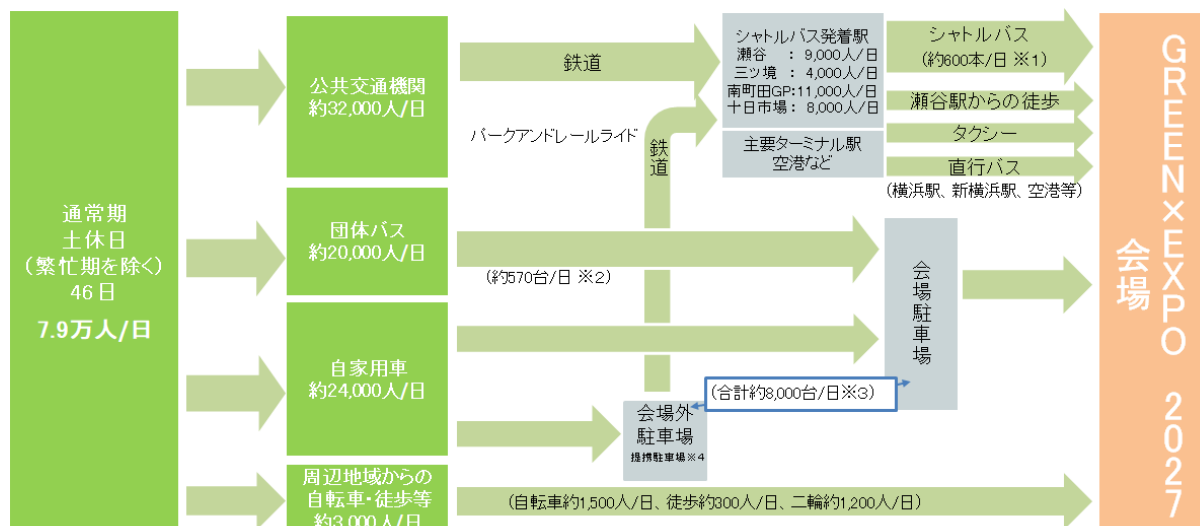 通常期
土休日
(繁忙期を除く)
46日
7.9万人/日
公共交通機関
約32,000人/日
団体バス
約20,000人/日
自家用車
約24,000人/日
周辺地域からの
自転車・徒歩等
約3,000人/日
鉄道
パークアンドレールライド
鉄道
(約570台/日 ※2)
シャトルバス発着駅
瀬谷 : 9,000人/日
三ツ境 : 4,000人/日
南町田GP:11,000人/日
十日市場: 8,000人/日
主要ターミナル駅
空港など
シャトルバス
(約600本/日 ※1)
瀬谷駅からの徒歩
タクシー
直行バス
(横浜駅、新横浜駅、空港等)
会場駐車場
(合計約8,000台/日※3)
会場外
駐車場
提携駐車場※4
(自転車約1,500人/日、徒歩約300人/日、二輪約1,200人/日)
GREEN×EXPO 2027
会場